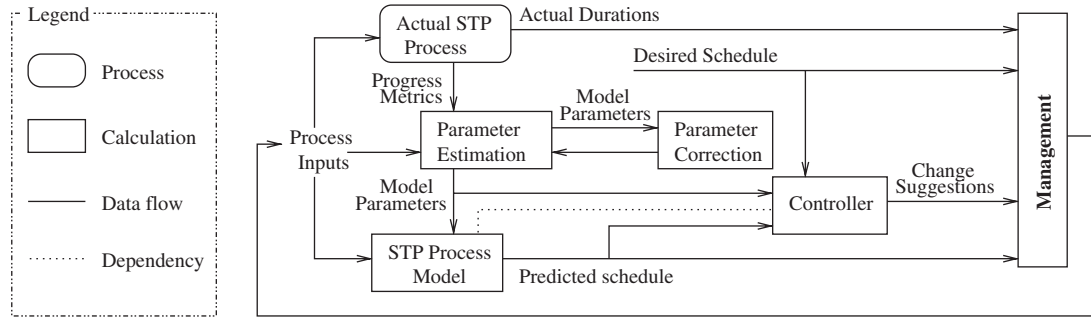 Legend
Process
Calculation
Data flow
Dependency
Actual STP
Process
Actual Durations
Desired Schedule
Progress
Metrics
Model
Parameters
Process
Inputs
Parameter
Estimation
Parameter
Correction
Model
Parameters
Controller
Change
Suggestions
Management
STP Process
Model
Predicted schedule